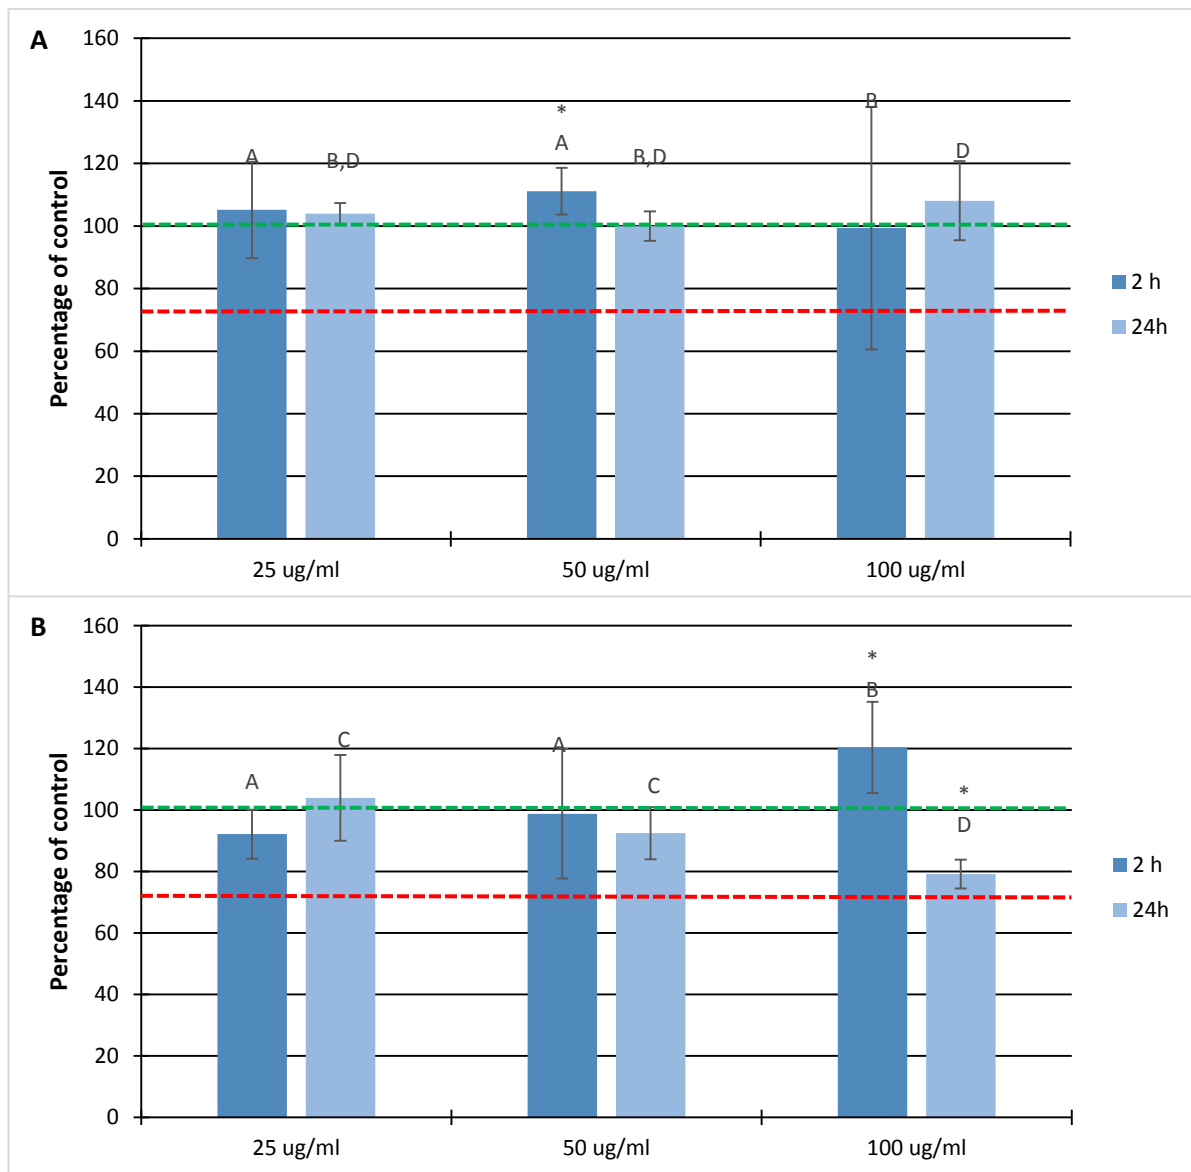 A
160
140
120
100
80
60
40
20
0
Percentage of control
A
B,D
*
A
B,D
B
D
25 ug/ml
50 ug/ml
100 ug/ml
2 h
24h
B
160
140
120
100
80
60
40
20
0
Percentage of control
A
C
A
C
*
B
*
D
25 ug/ml
50 ug/ml
100 ug/ml
2 h
24h